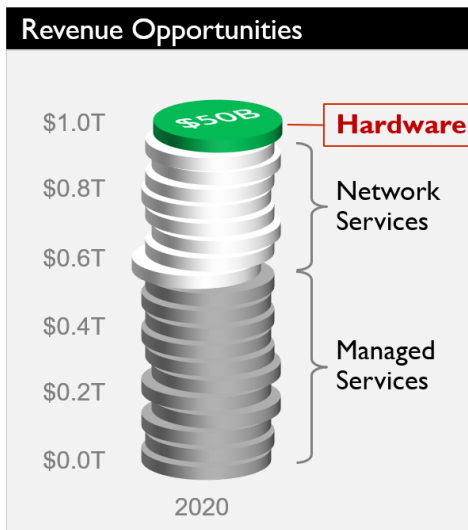 Revenue Opportunities
$50B
$1.0T
Hardware
$0.8T
Network
Services
$0.6T
$0.4T
Managed
Services
$0.2T
$0.0T
2020